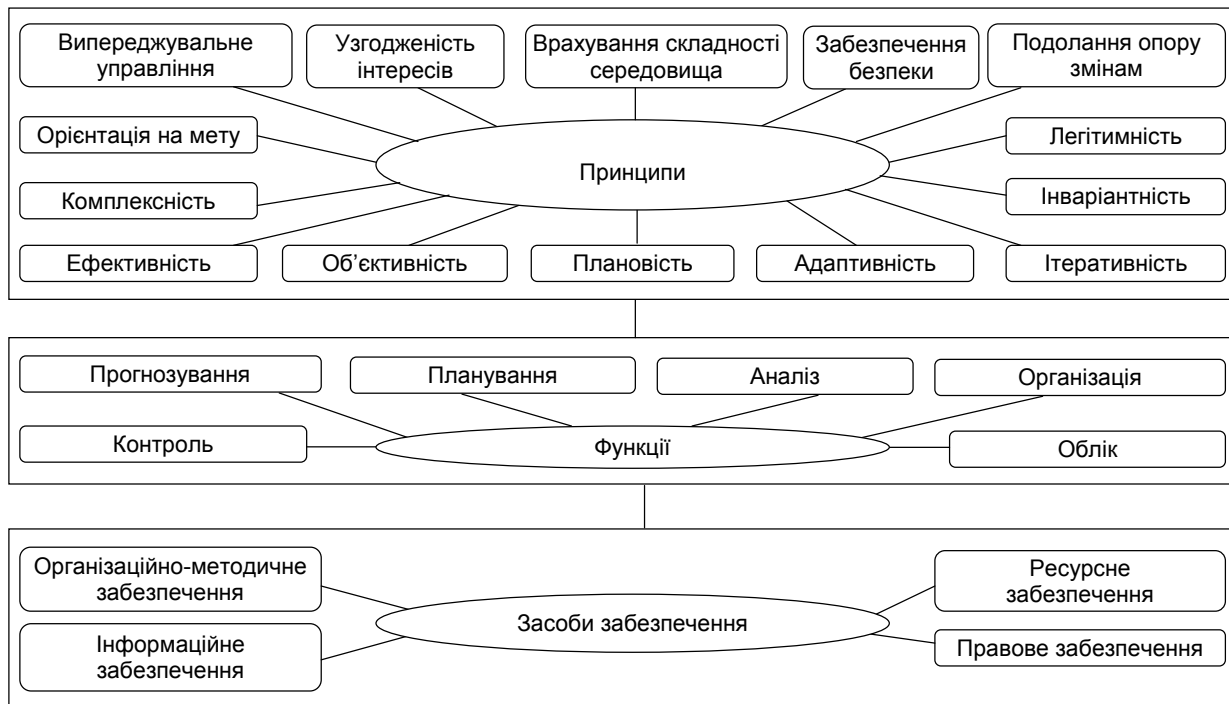 Випереджувальне
управління
Узгодженість
інтересів
Врахування складності
середовища
Забезпечення
безпеки
Подолання опору
змінам
Орієнтація на мету
Легітимність
Принципи
Комплексність
Інваріантність
Ефективність
Об’єктивність
Плановість
Адаптивність
Ітеративність
Прогнозування
Планування
Аналіз
Організація
Контроль
Функції
Облік
Організаційно-методичне
забезпечення
Ресурсне
забезпечення
Засоби забезпечення
Інформаційне
забезпечення
Правове забезпечення